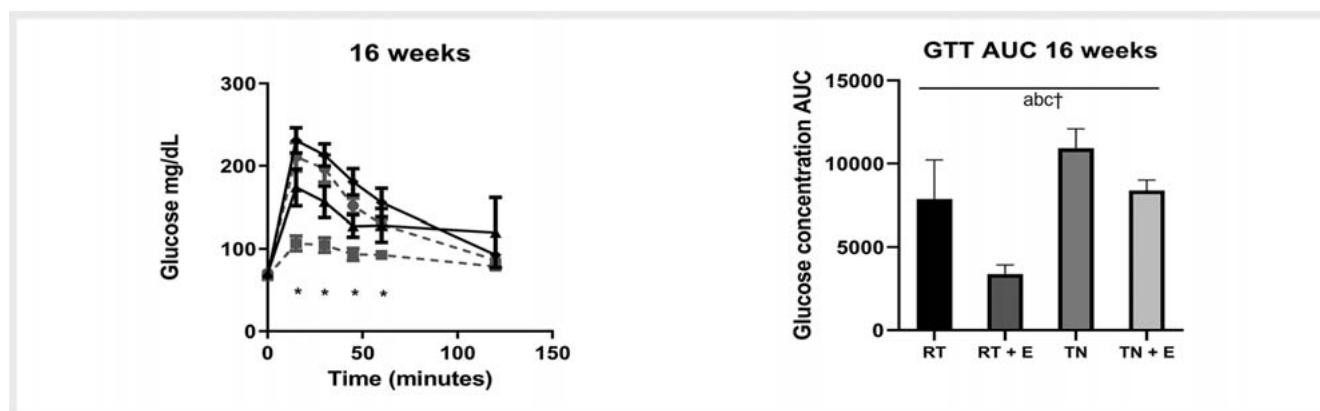 16 weeks
300
200
100
0
Glucose mg/dL
* * * *
0 50 100 150
Time (minutes)
GTT AUC 16 weeks
15000
10000
5000
0
Glucose concentration AUC
abc†
RT RT + E TN TN + E